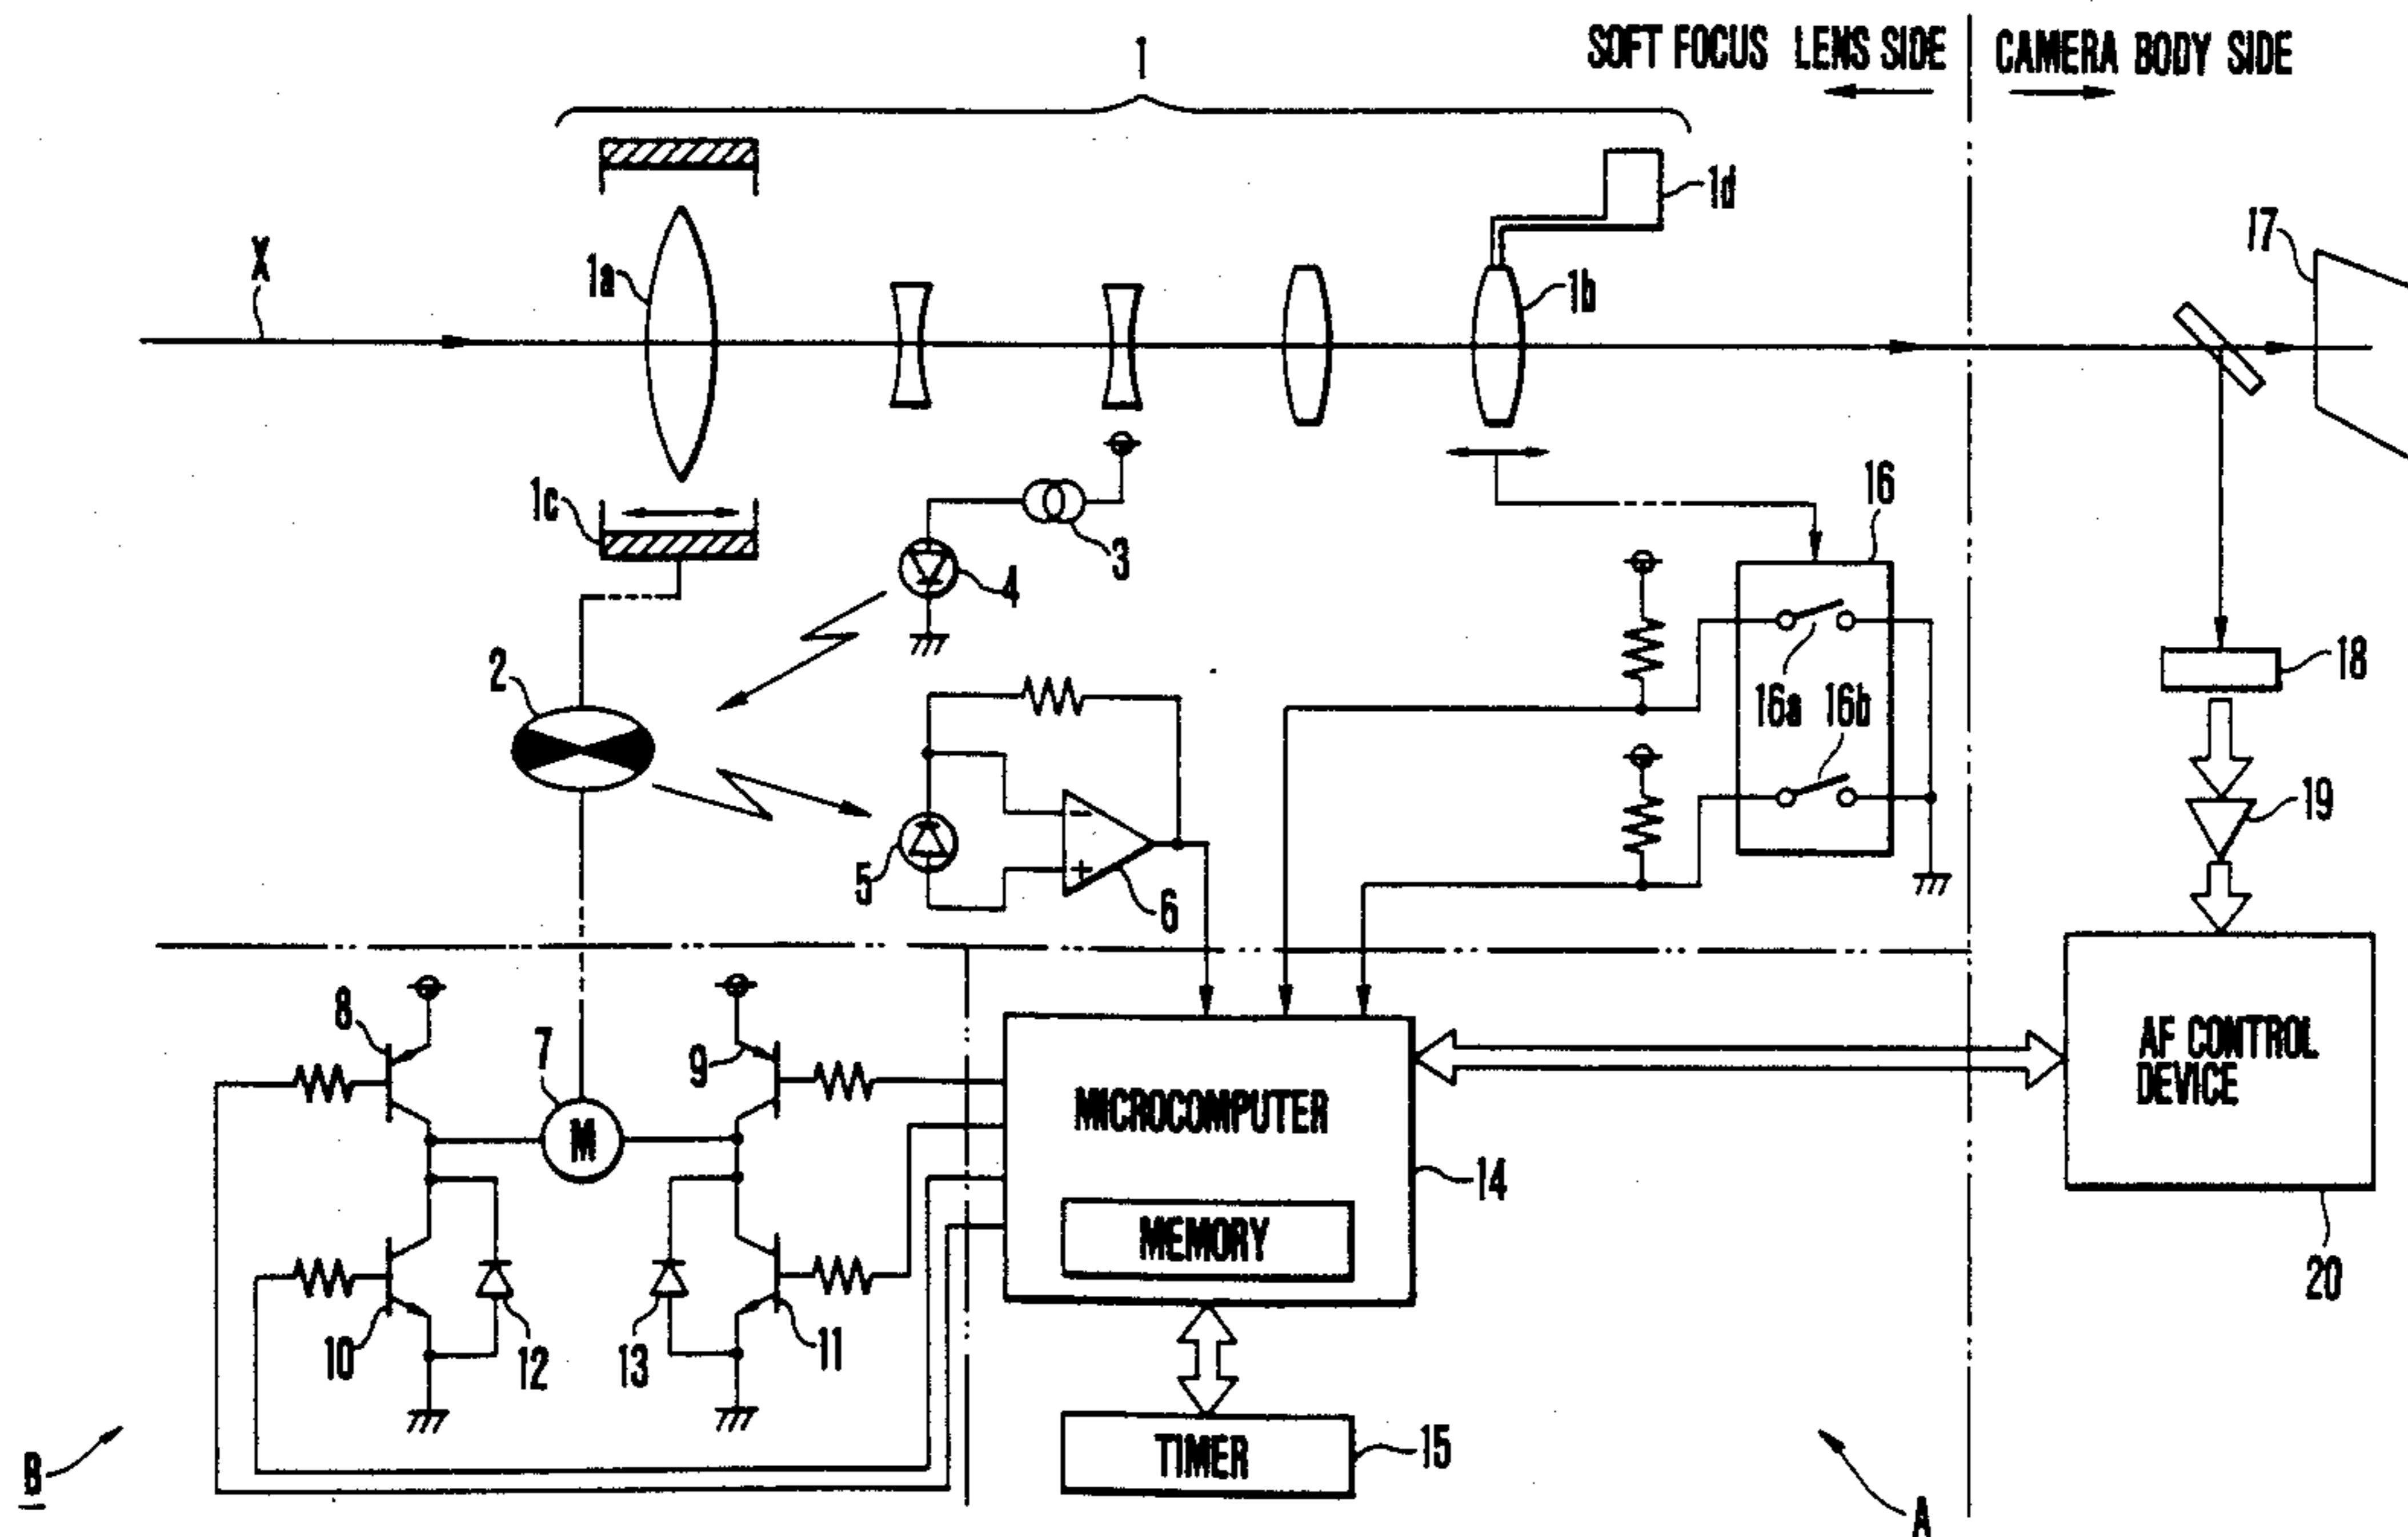 SOFT FOCUS LENS SIDE
CAMERA BODY SIDE
1
1d
17
X
1a
1b
1c
16
3
4
2
18
16a
16b
19
5
6
8
7
9
M
AF CONTROL
DEVICE
MICROCOMPUTER
14
MEMORY
20
10
12
13
11
TIMER
15
B
A